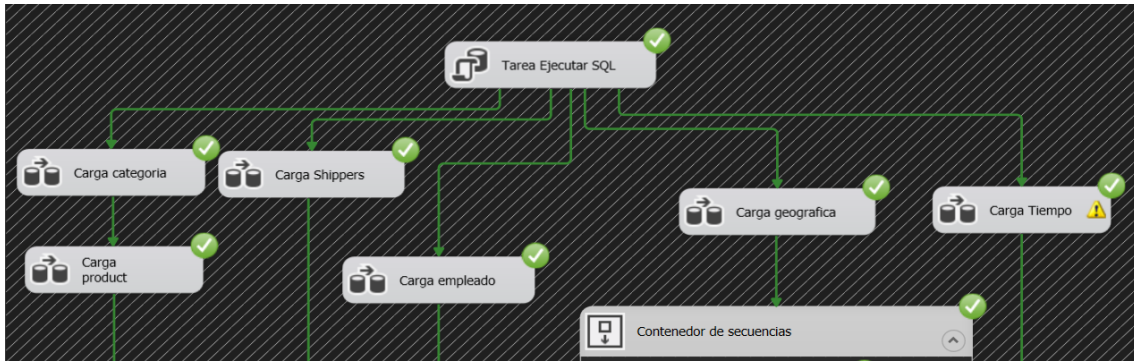 Tarea Ejecutar SQL
Carga categoria
Carga Shippers
Carga geografica
Carga Tiempo
Carga
product
Carga empleado
Contenedor de secuencias